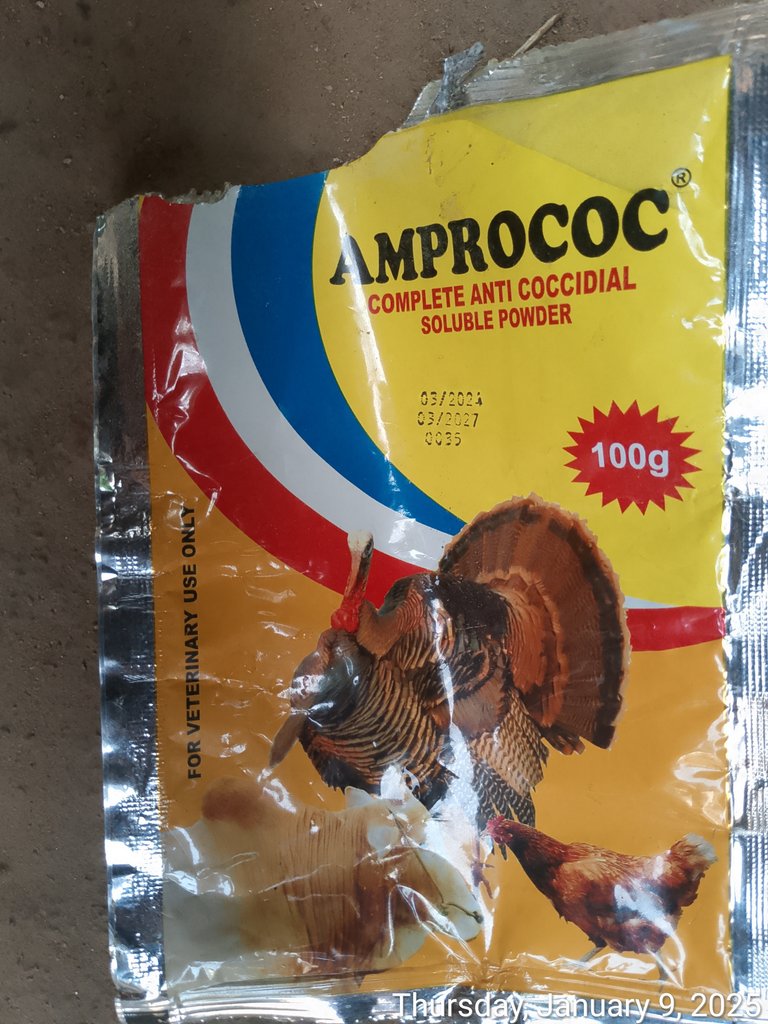 AMPROCOC®
COMPLETE ANTI COCCIDIAL
SOLUBLE POWDER
03/2024
03/2027
0035
100g
FOR VETERINARY USE ONLY
Thursday, January 9, 2025